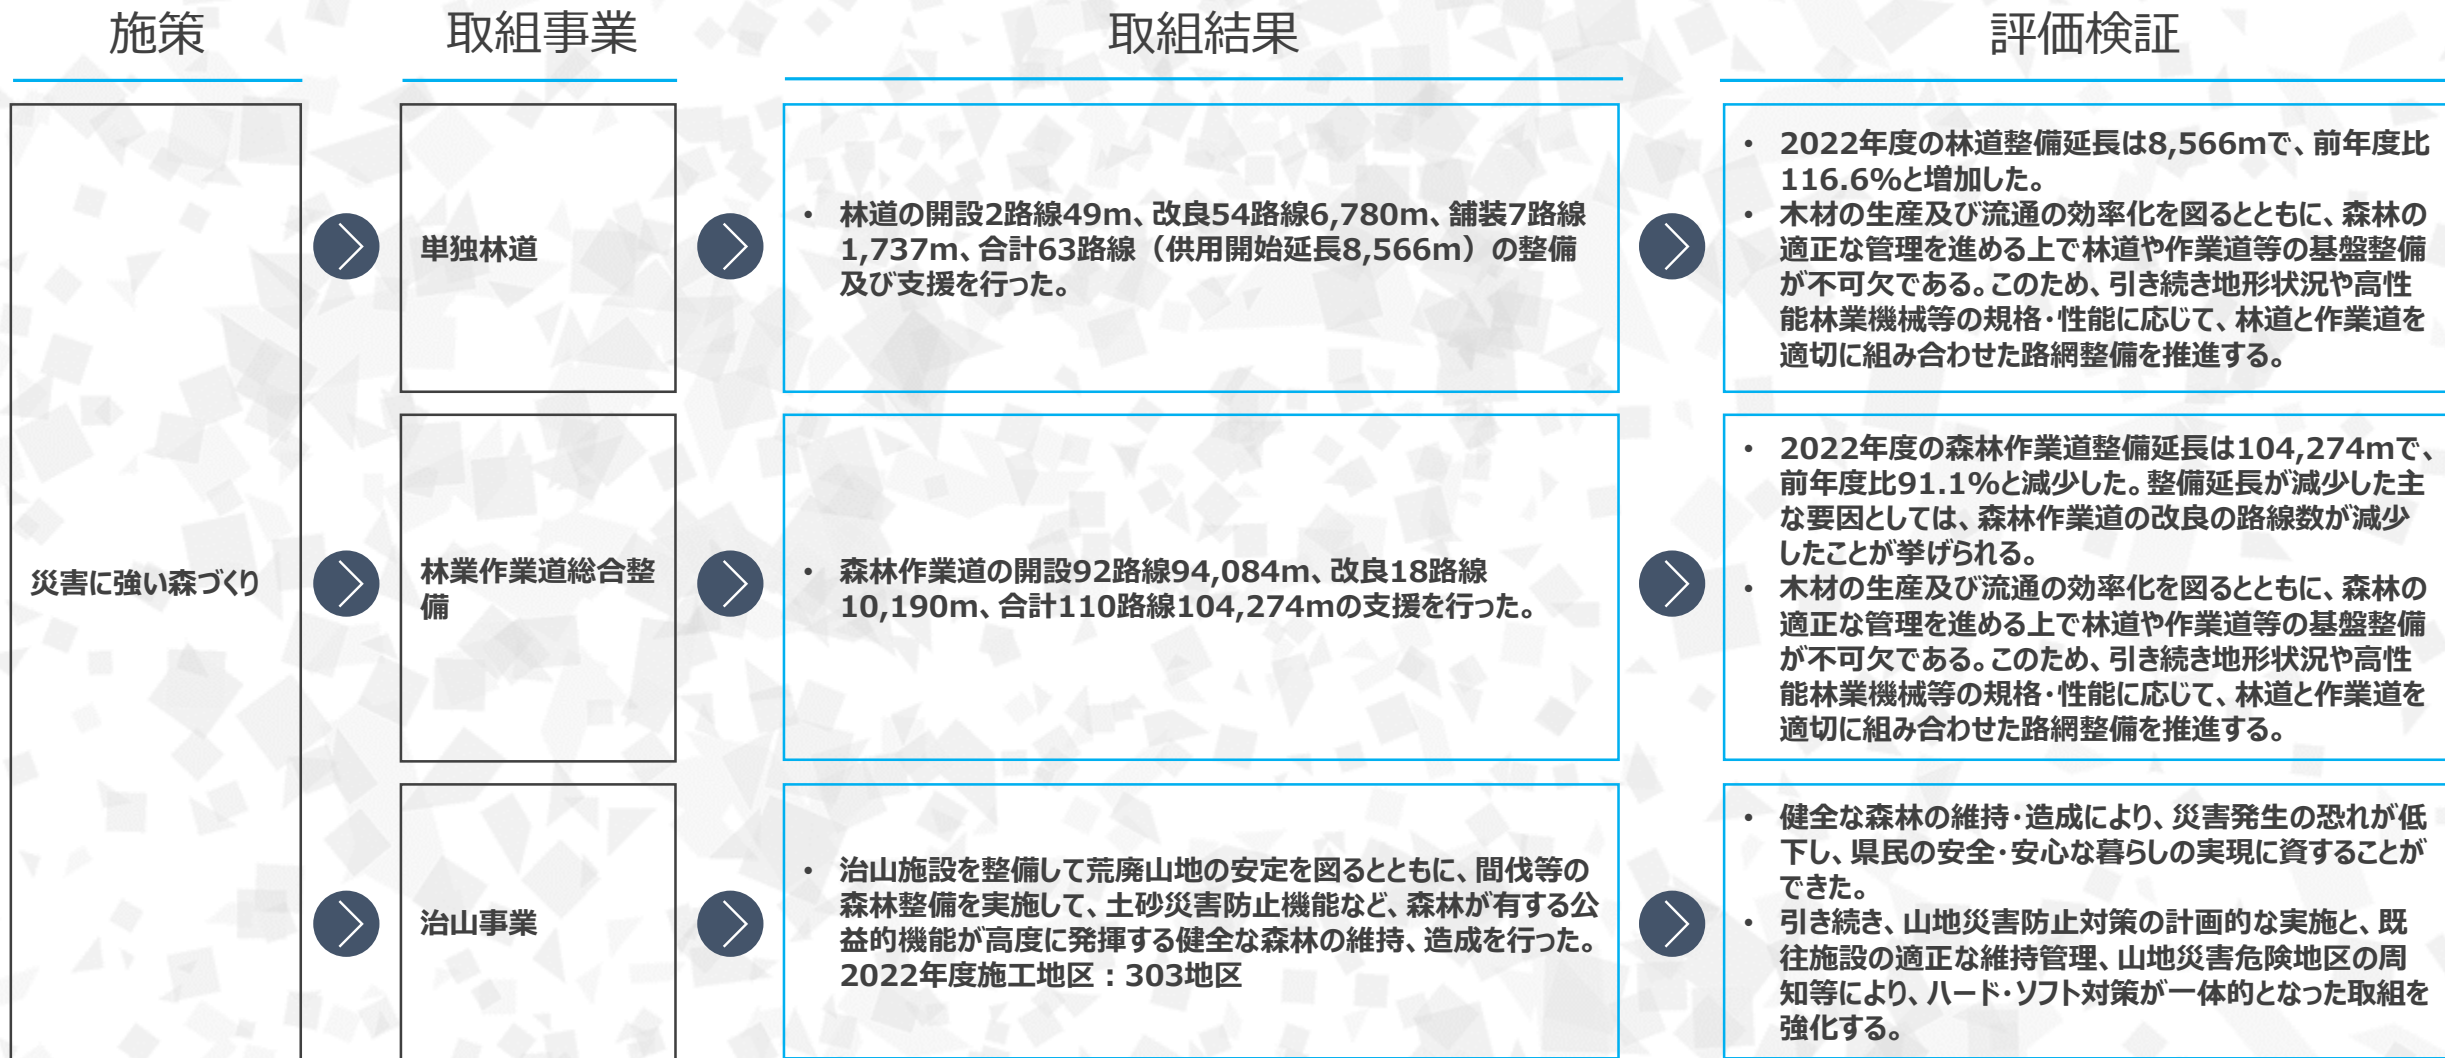 施策
取組事業
取組結果
評価検証
災害に強い森づくり
単独林道
• 林道の開設2路線49m、改良54路線6,780m、舗装7路線
1,737m、合計63路線（供用開始延長8,566m）の整備
及び支援を行った。
• 2022年度の林道整備延長は8,566mで、前年度比
116.6%と増加した。
• 木材の生産及び流通の効率化を図るとともに、森林の
適正な管理を進める上で林道や作業道等の基盤整備
が不可欠である。このため、引き続き地形状況や高性
能林業機械等の規格・性能に応じて、林道と作業道を
適切に組み合わせた路網整備を推進する。
林業作業道総合整
備
• 森林作業道の開設92路線94,084m、改良18路線
10,190m、合計110路線104,274mの支援を行った。
• 2022年度の森林作業道整備延長は104,274mで、
前年度比91.1%と減少した。整備延長が減少した主
な要因としては、森林作業道の改良の路線数が減少
したことが挙げられる。
• 木材の生産及び流通の効率化を図るとともに、森林の
適正な管理を進める上で林道や作業道等の基盤整備
が不可欠である。このため、引き続き地形状況や高性
能林業機械等の規格・性能に応じて、林道と作業道を
適切に組み合わせた路網整備を推進する。
治山事業
• 治山施設を整備して荒廃山地の安定を図るとともに、間伐等の
森林整備を実施して、土砂災害防止機能など、森林が有する公
益的機能が高度に発揮する健全な森林の維持、造成を行った。
2022年度施工地区：303地区
• 健全な森林の維持・造成により、災害発生の恐れが低
下し、県民の安全・安心な暮らしの実現に資することが
できた。
• 引き続き、山地災害防止対策の計画的な実施と、既
往施設の適正な維持管理、山地災害危険地区の周
知等により、ハード・ソフト対策が一体的となった取組を
強化する。